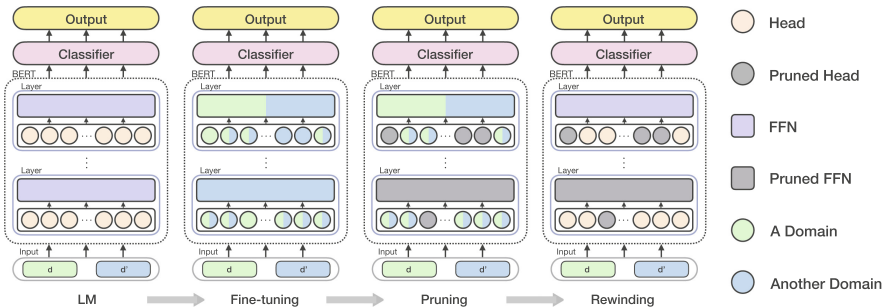 Output Output Output Output
Classifier Classifier Classifier Classifier
BERT BERT BERT BERT
Layer Layer Layer Layer
... ... ... ...
Layer Layer Layer Layer
... ... ... ...
Input Input Input Input
d d' d d' d d' d d'
LM Fine-tuning Pruning Rewinding
Head
Pruned Head
FFN
Pruned FFN
A Domain
Another Domain